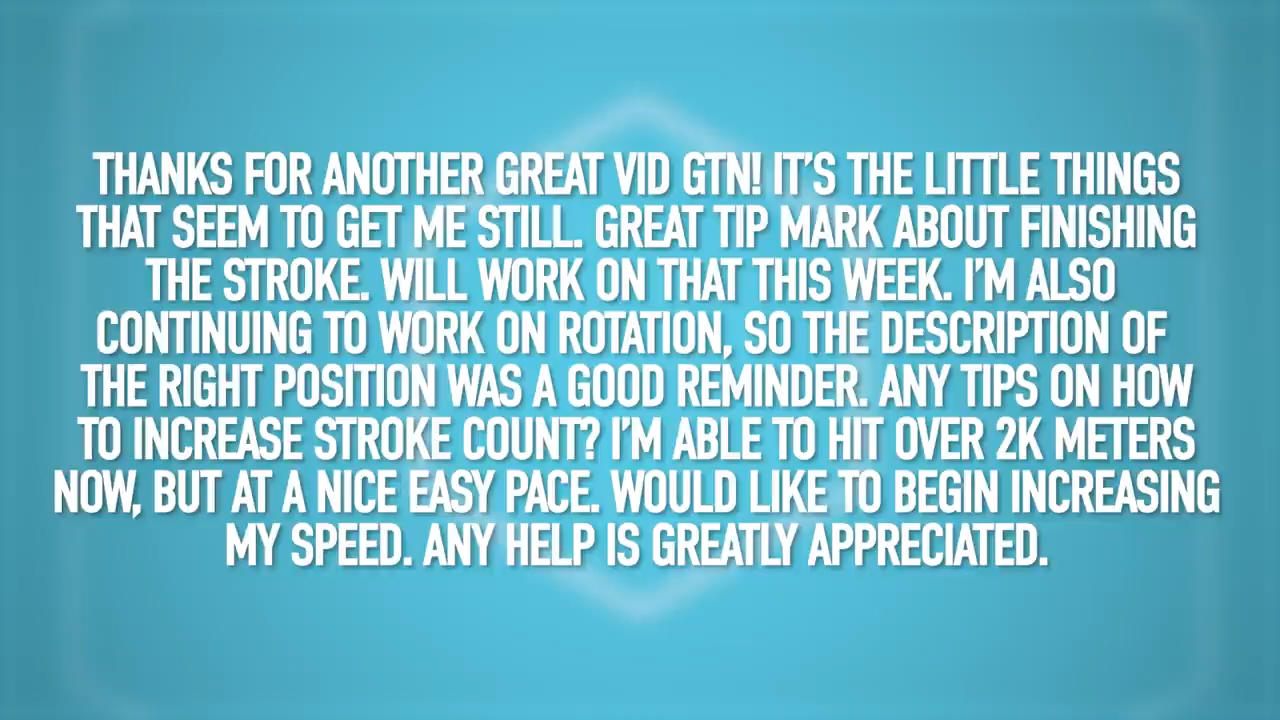 THANKS FOR ANOTHER GREAT VID GTN! IT'S THE LITTLE THINGS
THAT SEEM TO GET ME STILL. GREAT TIP MARK ABOUT FINISHING
THE STROKE. WILL WORK ON THAT THIS WEEK. I'M ALSO
CONTINUING TO WORK ON ROTATION, SO THE DESCRIPTION OF
THE RIGHT POSITION WAS A GOOD REMINDER. ANY TIPS ON HOW
TO INCREASE STROKE COUNT? I'M ABLE TO HIT OVER 2K METERS
NOW, BUT AT A NICE EASY PACE. WOULD LIKE TO BEGIN INCREASING
MY SPEED. ANY HELP IS GREATLY APPRECIATED.